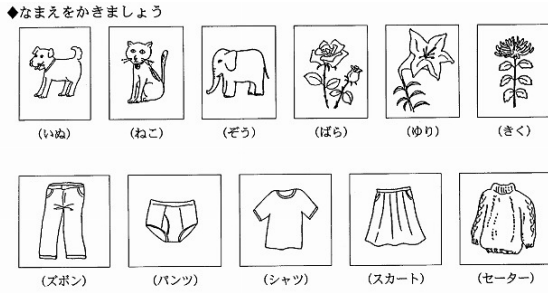 ◆なまえをかきましょう
(いぬ) (ねこ) (ぞう) (ばら) (ゆり) (きく)
(ズボン) (パンツ) (シャツ) (スカート) (セーター)